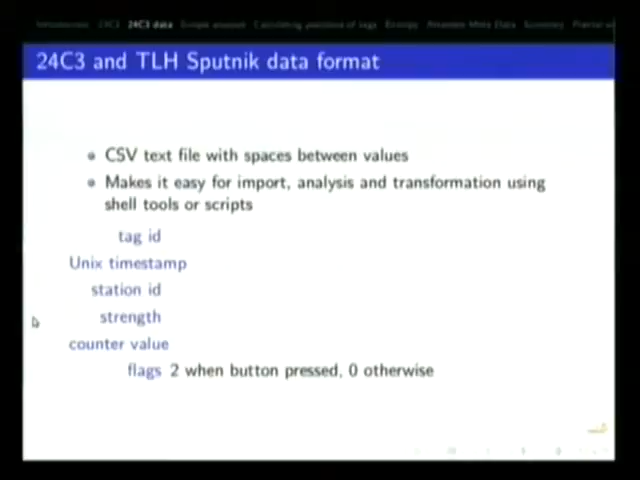 24C3 data
24C3 and TLH Sputnik data format
CSV text file with spaces between values
Makes it easy for import, analysis and transformation using
shell tools or scripts
tag id
Unix timestamp
station id
strength
counter value
flags 2 when button pressed, 0 otherwise